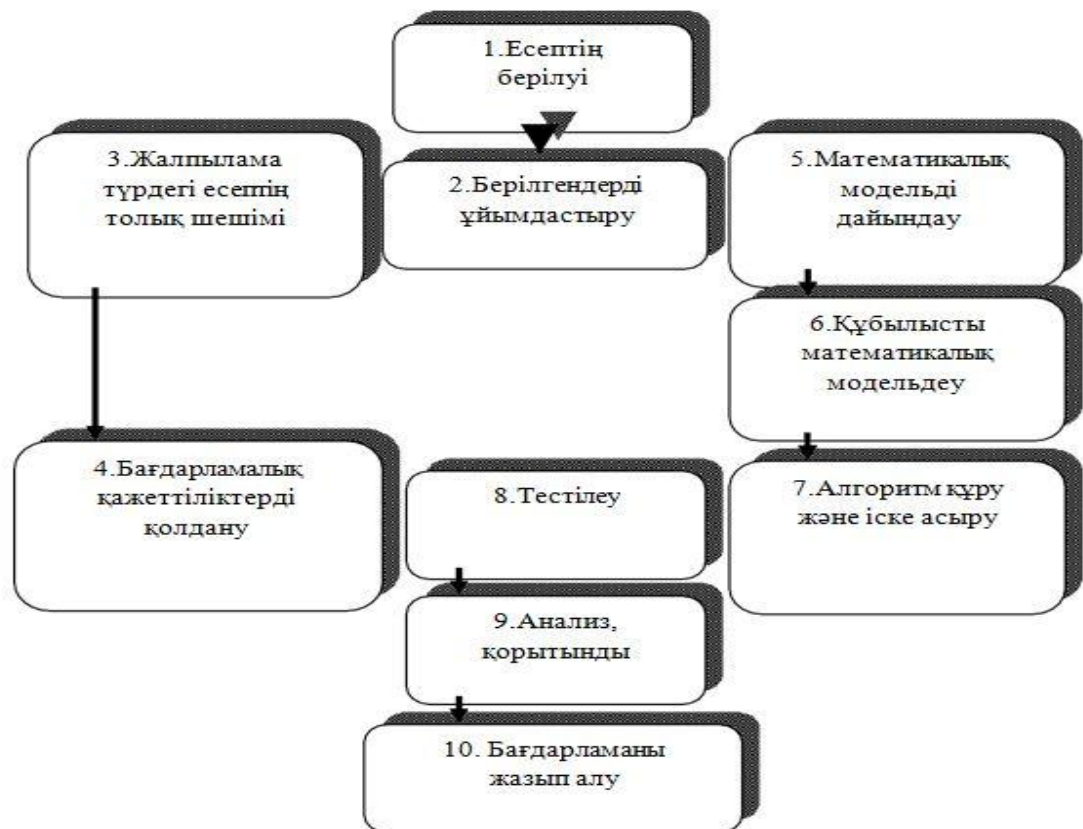 1.Есептің
берілуі
2.Берілгендерді
ұйымдастыру
3.Жалпылама
түрдегі есептің
толық шешімі
4.Бағдарламалық
қажеттіліктерді
қолдану
5.Математикалық
модельді
дайындау
6.Құбылысты
математикалық
модельдеу
7.Алгоритм құру
және іске асыру
8.Тестілеу
9.Анализ,
қорытынды
10. Бағдарламаны
жазып алу